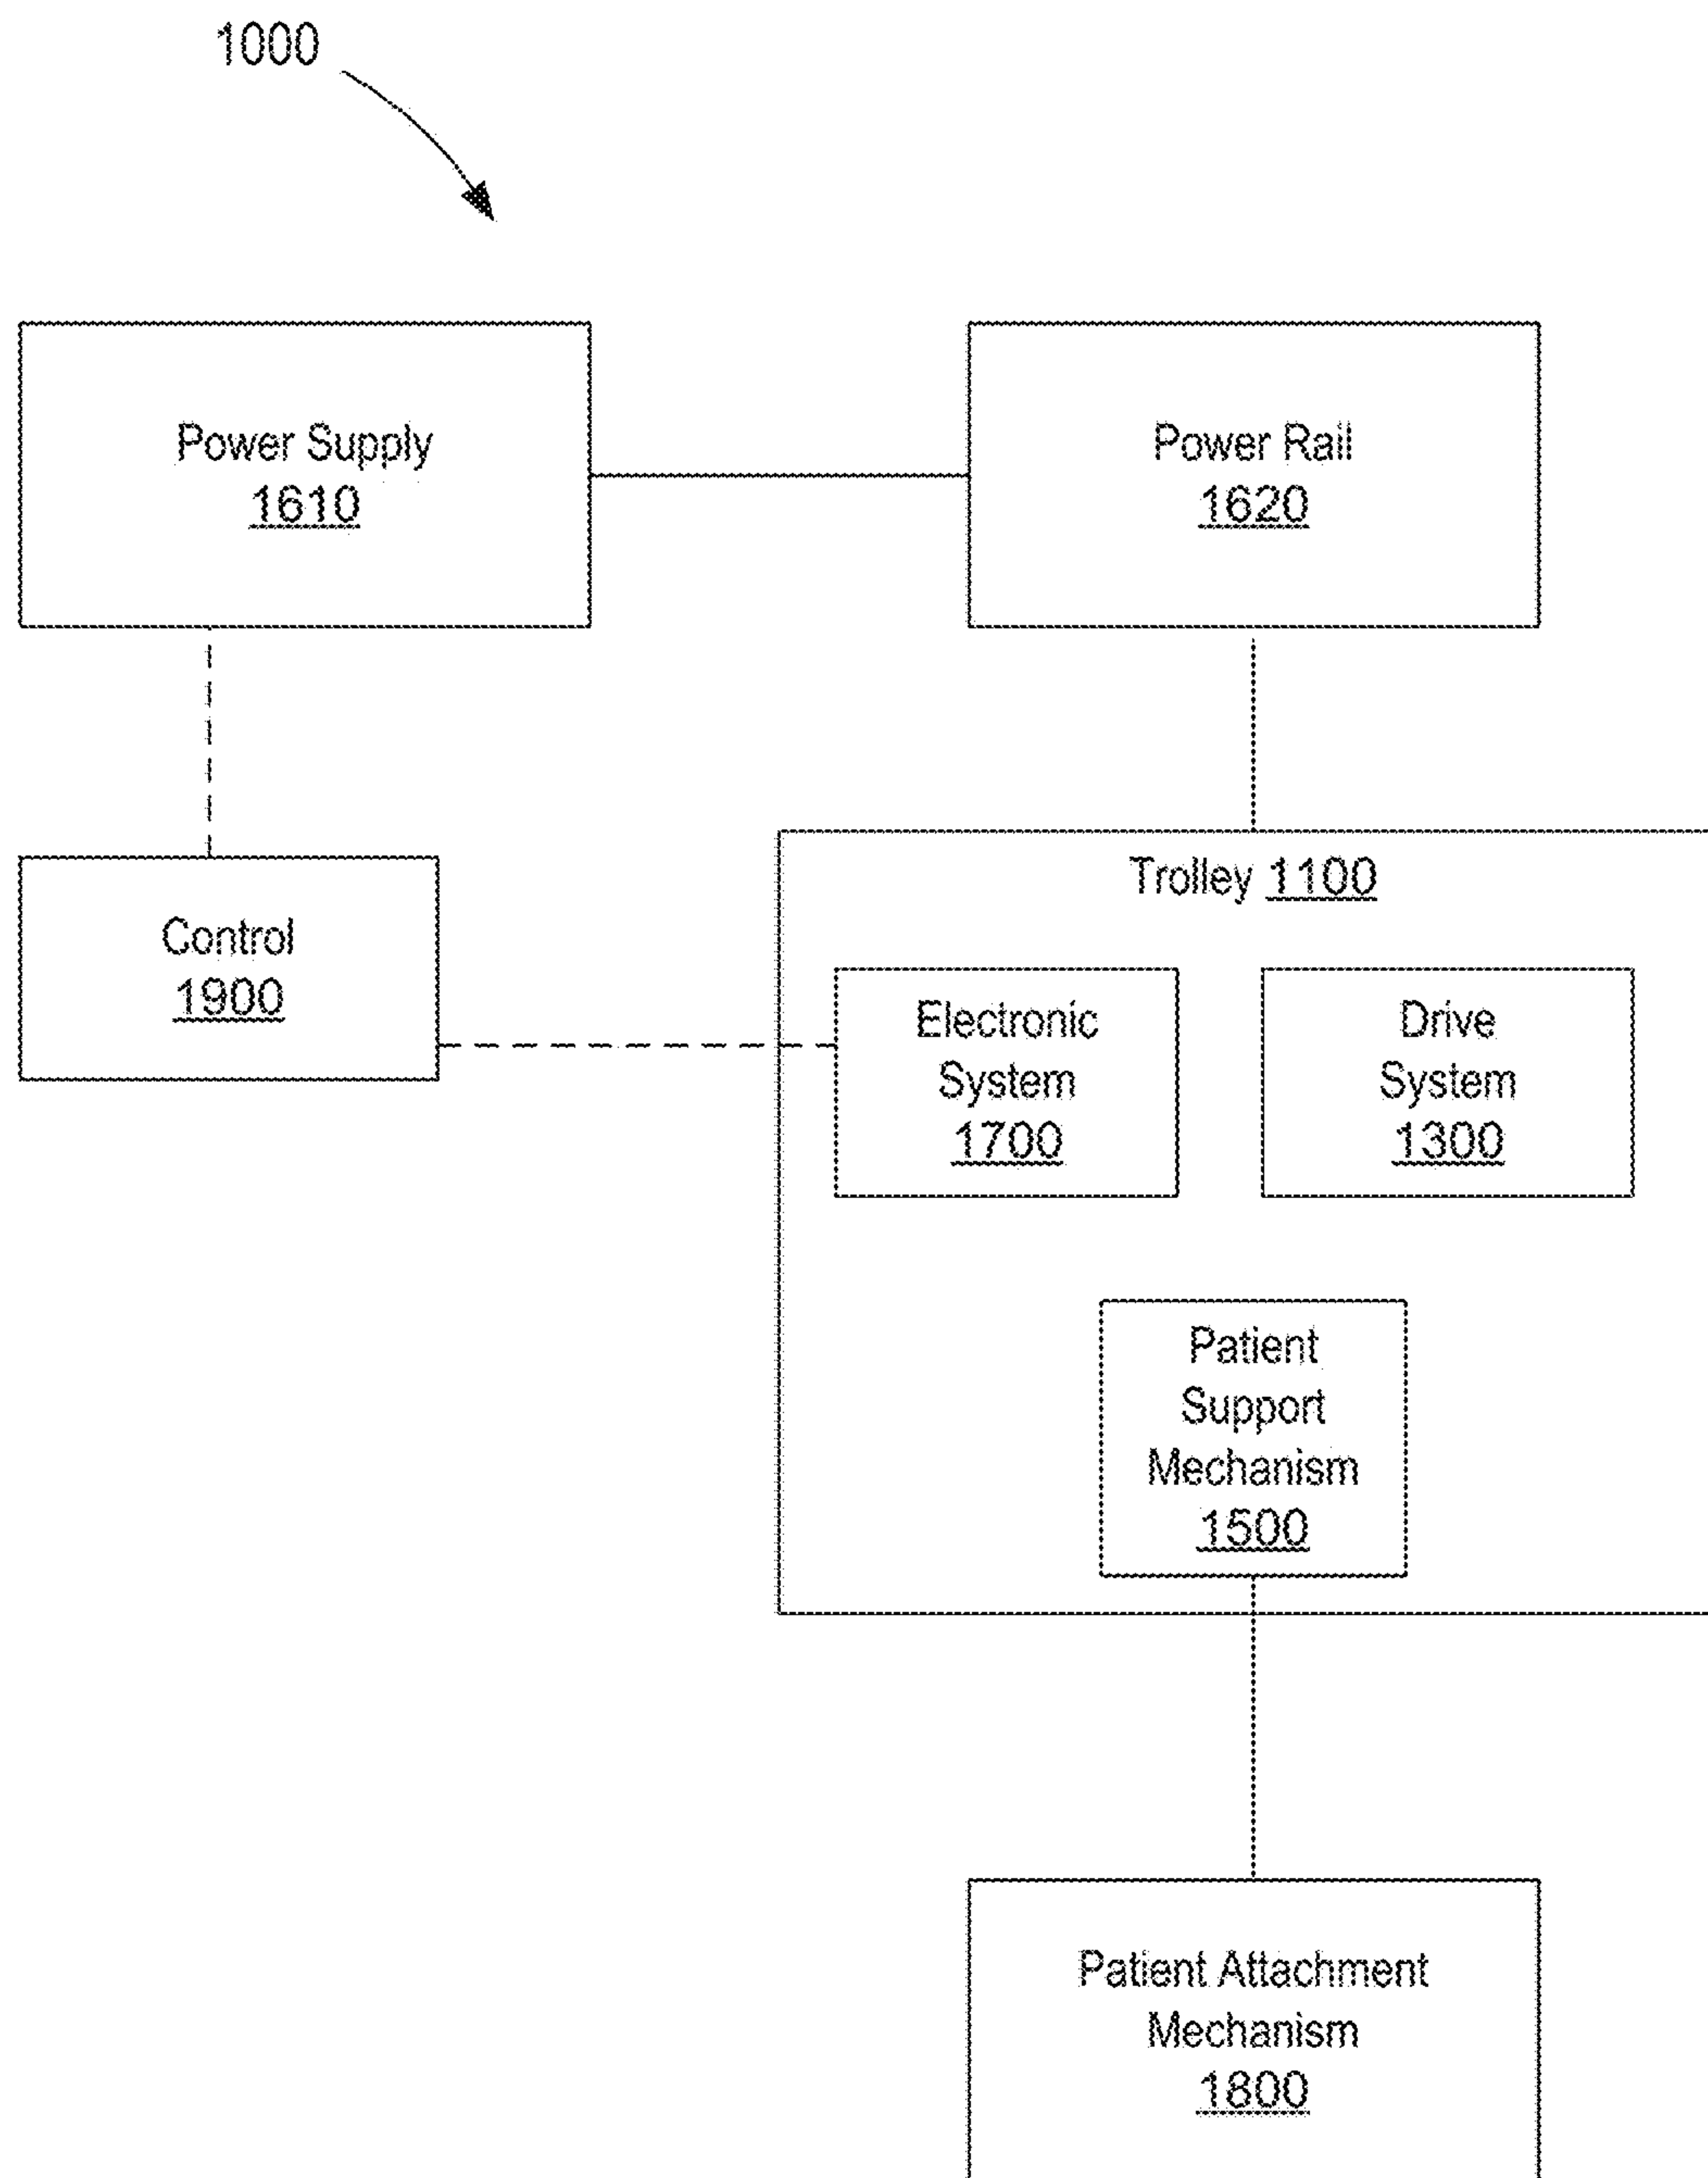 1000
Power Supply
1610
Power Rail
1620
Trolley 1100
Control
1900
Electronic
System
1700
Drive
System
1300
Patient
Support
Mechanism
1500
Patient Attachment
Mechanism
1800